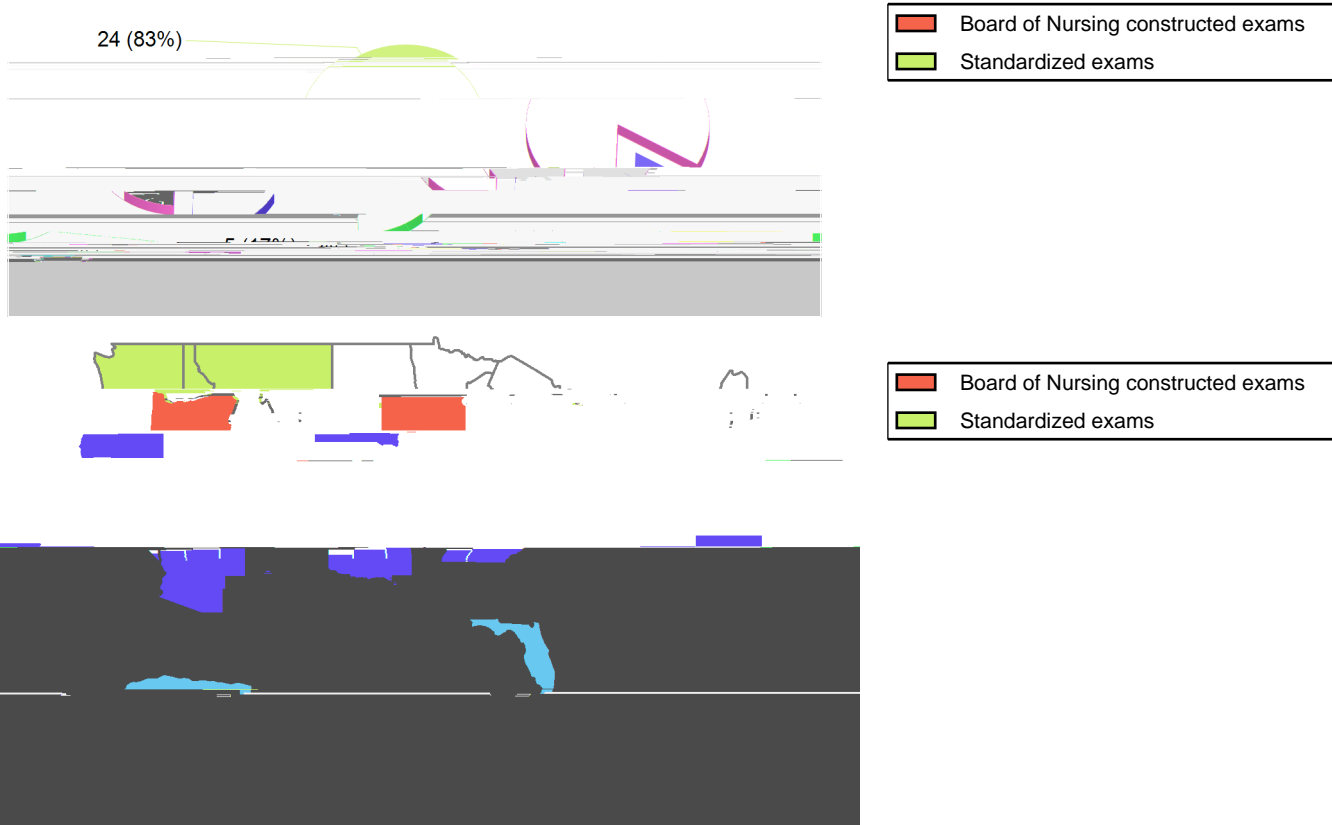 24 (83%)
Board of Nursing constructed exams
Standardized exams
Board of Nursing constructed exams
Standardized exams